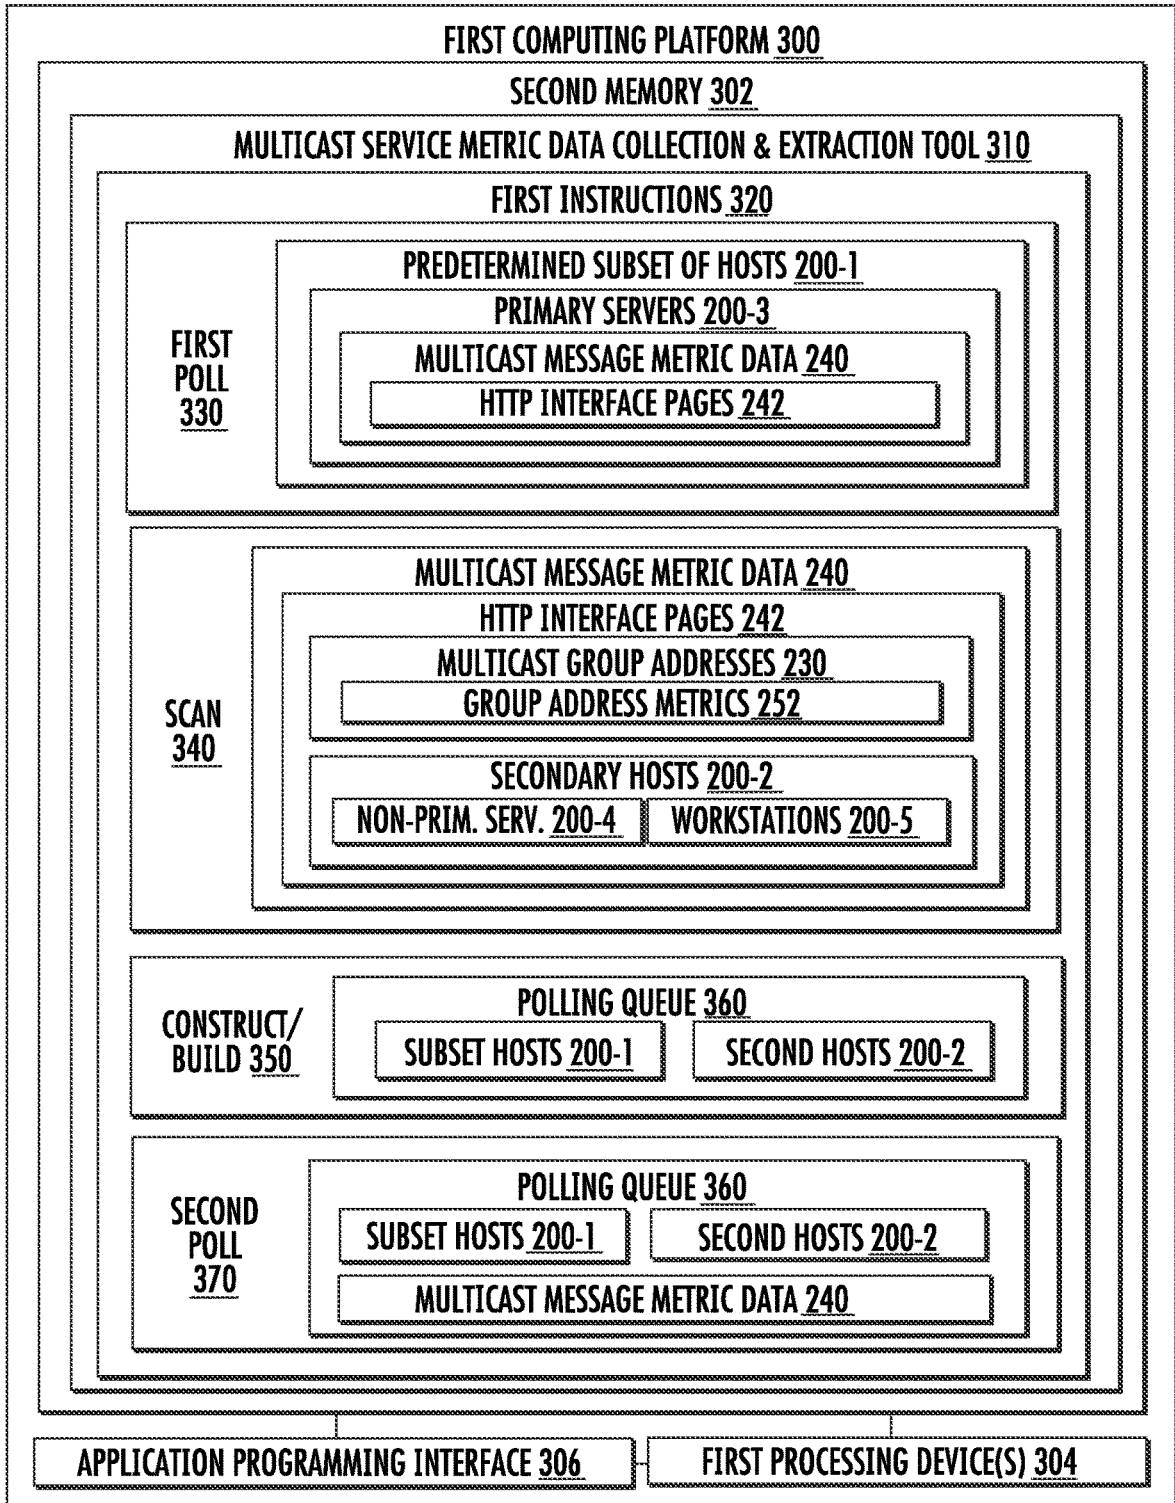 FIRST COMPUTING PLATFORM 300
SECOND MEMORY 302
MULTICAST SERVICE METRIC DATA COLLECTION & EXTRACTION TOOL 310
FIRST INSTRUCTIONS 320
FIRST
POLL
330
PREDETERMINED SUBSET OF HOSTS 200-1
PRIMARY SERVERS 200-3
MULTICAST MESSAGE METRIC DATA 240
HTTP INTERFACE PAGES 242
SCAN
340
MULTICAST MESSAGE METRIC DATA 240
HTTP INTERFACE PAGES 242
MULTICAST GROUP ADDRESSES 230
GROUP ADDRESS METRICS 252
SECONDARY HOSTS 200-2
NON-PRIM. SERV. 200-4
WORKSTATIONS 200-5
CONSTRUCT/
BUILD 350
POLLING QUEUE 360
SUBSET HOSTS 200-1
SECOND HOSTS 200-2
SECOND
POLL
370
POLLING QUEUE 360
SUBSET HOSTS 200-1
SECOND HOSTS 200-2
MULTICAST MESSAGE METRIC DATA 240
APPLICATION PROGRAMMING INTERFACE 306
FIRST PROCESSING DEVICE(S) 304